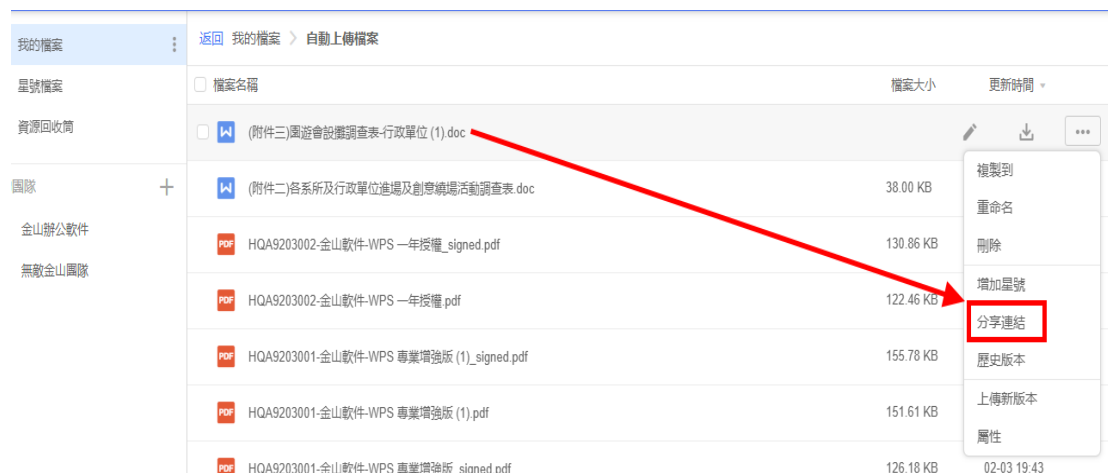 我的檔案
星號檔案
資源回收筒
團隊 +
金山辦公軟件
無敵金山團隊
返回 我的檔案 > 自動上傳檔案
檔案名稱 檔案大小 更新時間
(附件三)園遊會設攤調查表-行政單位 (1).doc
(附件二)各系所及行政單位進場及創意繞場活動調查表.doc 38.00 KB
PDF HQA9203002-金山軟件-WPS 一年授權_signed.pdf 130.86 KB
PDF HQA9203002-金山軟件-WPS 一年授權.pdf 122.46 KB
PDF HQA9203001-金山軟件-WPS 專業增強版 (1)_signed.pdf 155.78 KB
PDF HQA9203001-金山軟件-WPS 專業增強版 (1).pdf 151.61 KB
PDF HQA9203001-金山軟件-WPS 專業增強版_signed.pdf 126.18 KB 02-03 19:43
複製到
重命名
刪除
增加星號
分享連結
歷史版本
上傳新版本
屬性